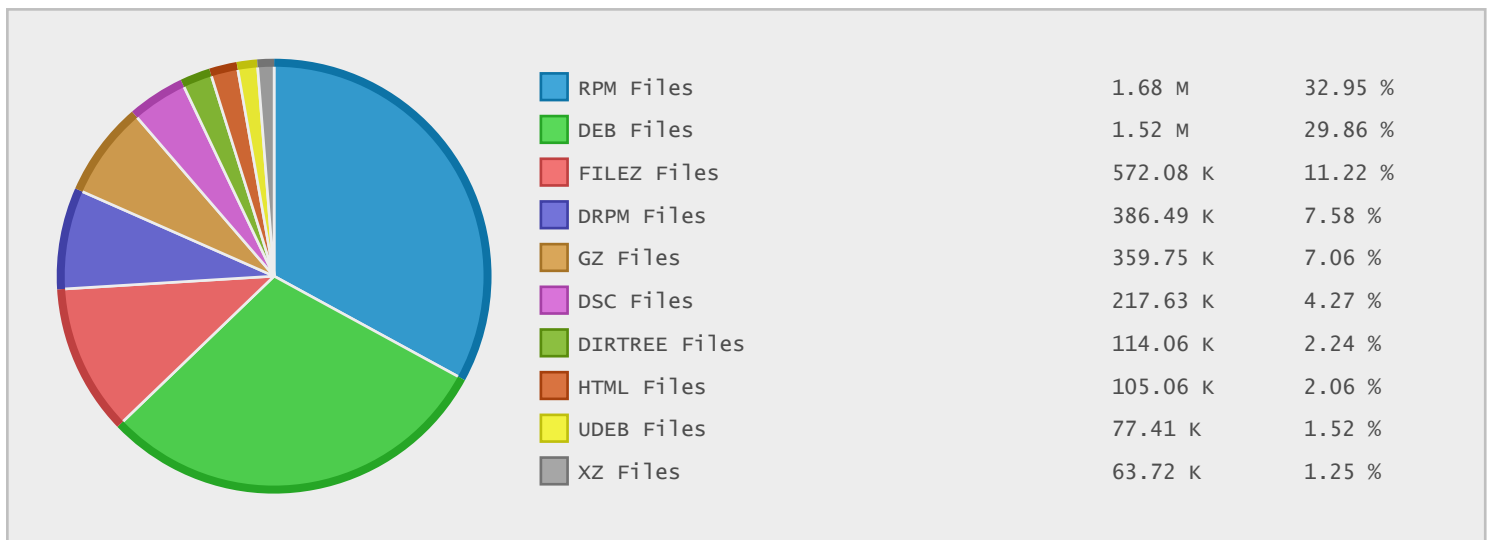 RPM Files 1.68 M 32.95 %
DEB Files 1.52 M 29.86 %
FILEZ Files 572.08 K 11.22 %
DRPM Files 386.49 K 7.58 %
GZ Files 359.75 K 7.06 %
DSC Files 217.63 K 4.27 %
DIRTREE Files 114.06 K 2.24 %
HTML Files 105.06 K 2.06 %
UDEB Files 77.41 K 1.52 %
XZ Files 63.72 K 1.25 %